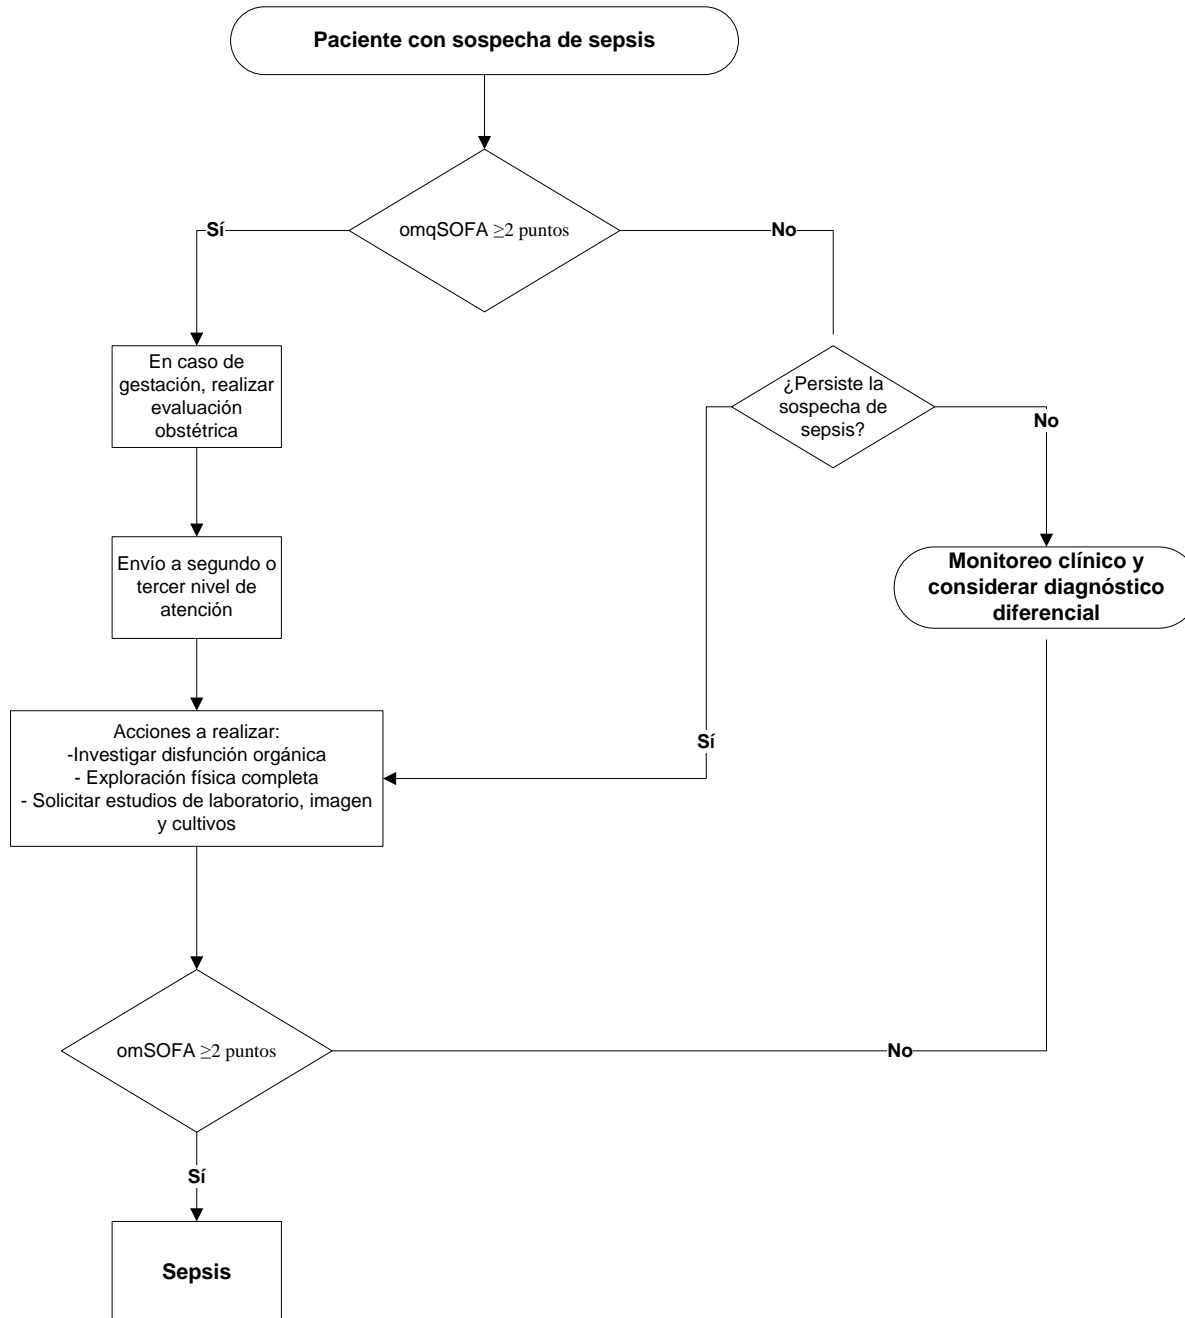 Paciente con sospecha de sepsis
omqSOFA ≥2 puntos
Sí
No
En caso de
gestación, realizar
evaluación
obstétrica
¿Persiste la
sospecha de
sepsis?
No
Envío a segundo o
tercer nivel de
atención
Monitoreo clínico y
considerar diagnóstico
diferencial
Sí
Acciones a realizar:
-Investigar disfunción orgánica
- Exploración física completa
- Solicitar estudios de laboratorio, imagen
y cultivos
omSOFA ≥2 puntos
No
Sí
Sepsis